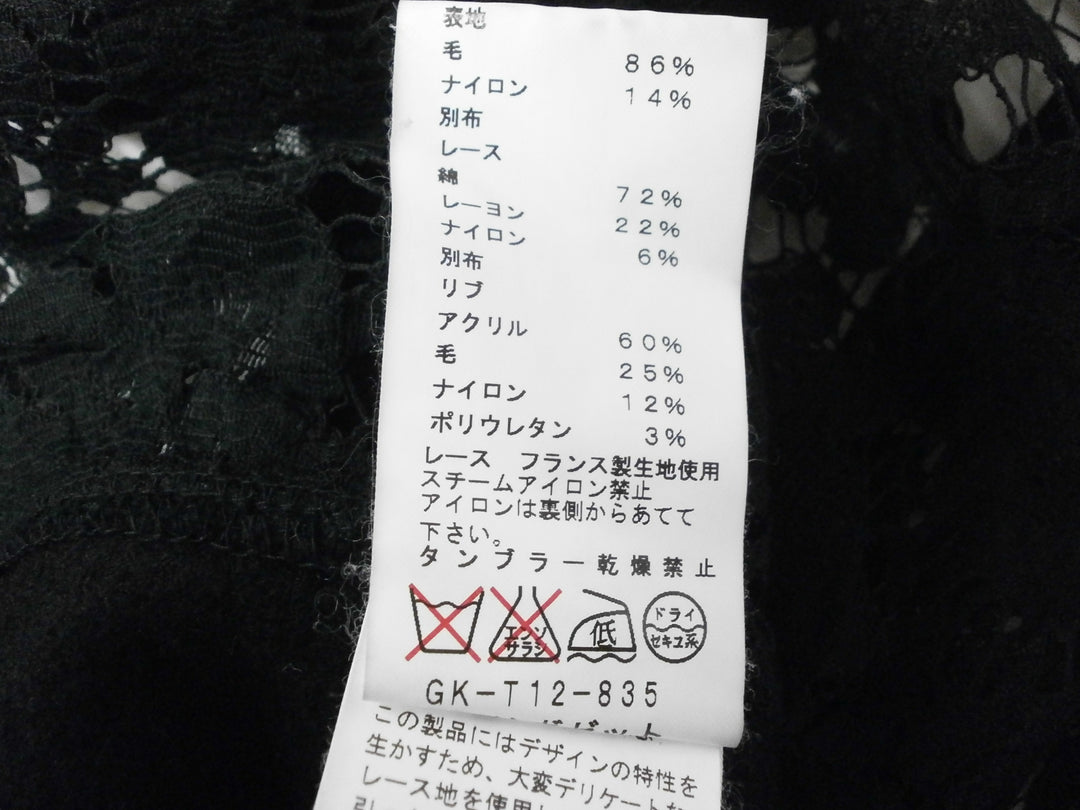 表地
毛 86%
ナイロン 14%
別布
レース
綿 72%
レーヨン 22%
ナイロン 6%
別布
リブ
アクリル 60%
毛 25%
ナイロン 12%
ポリウレタン 3%
レース　フランス製生地使用
スチームアイロン禁止
アイロンは裏側からあてて
下さい。
タンブラー乾燥禁止
エンソ
サラシ
低
ドライ
セキユ系
GK-T12-835
この製品にはデザインの特性を
生かすため、大変デリケートな
レース地を使用し